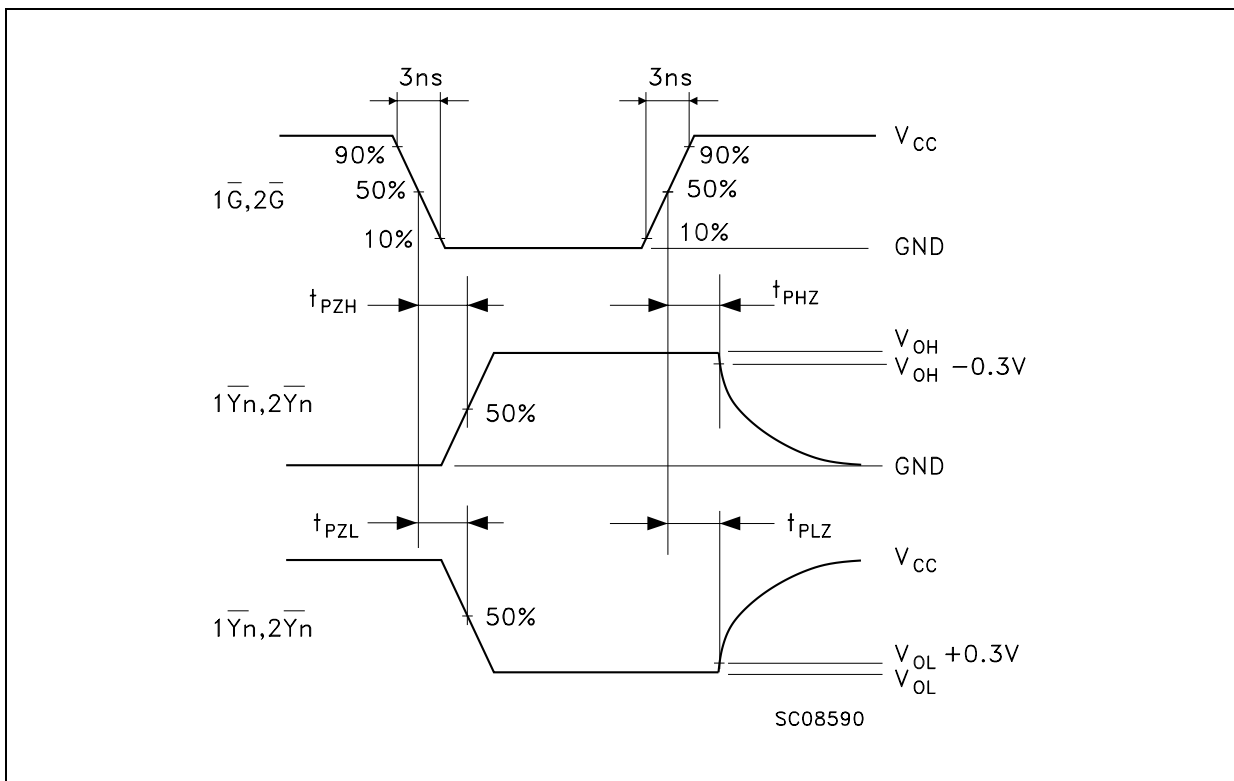 3ns 3ns
V_CC
90% 90%
1G̅,2G̅ 50% 50%
10% 10%
GND
t_PZH t_PHZ
V_OH
V_OH −0.3V
1Y̅n̅,2Y̅n̅ 50%
GND
t_PZL t_PLZ
V_CC
1Y̅n̅,2Y̅n̅ 50%
V_OL +0.3V
V_OL
SC08590